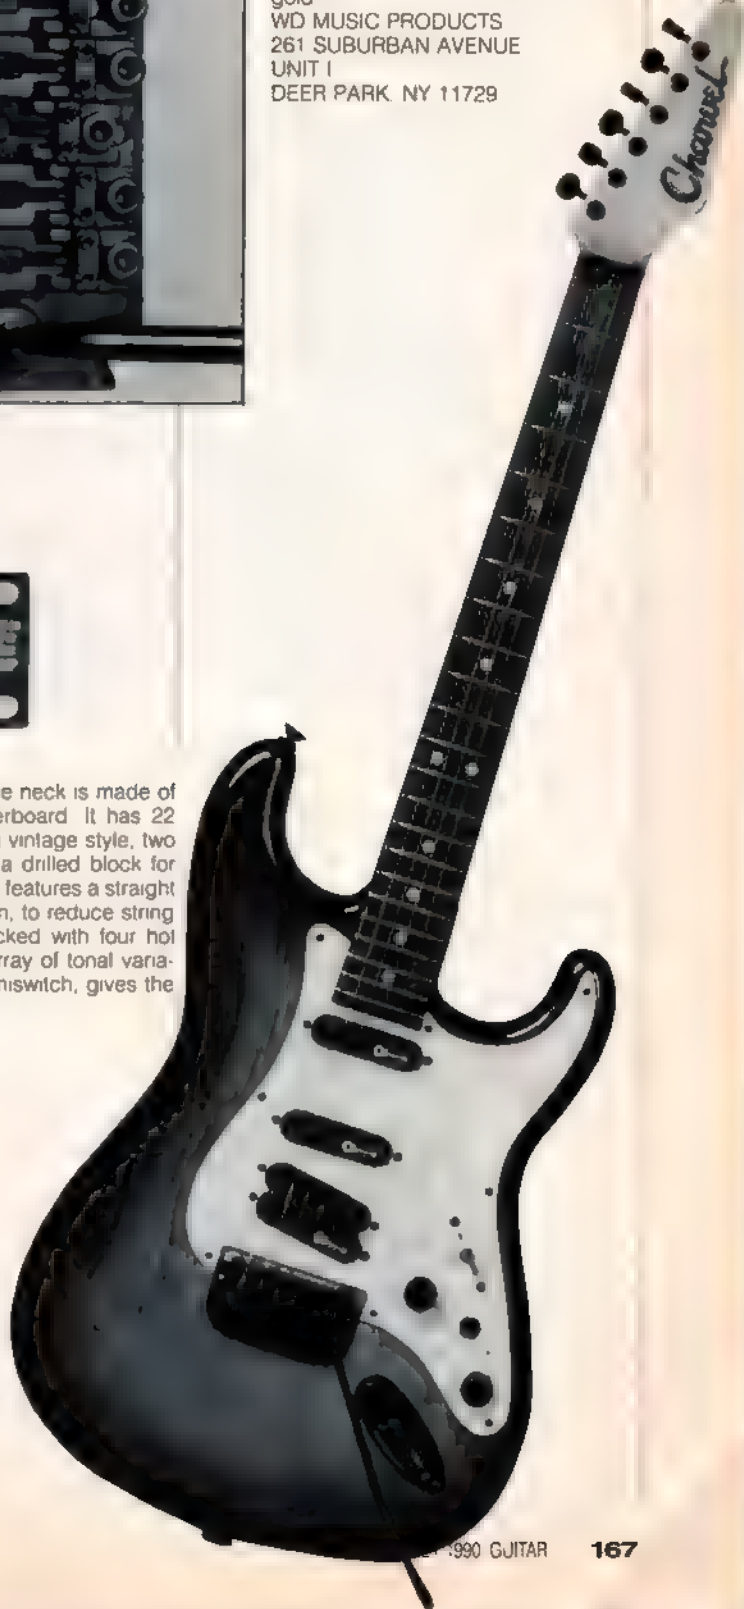 gold
WD MUSIC PRODUCTS
261 SUBURBAN AVENUE
UNIT I
DEER PARK, NY 11729
Charvel
e neck is made of
erboard. It has 22
vintage style, two
a drilled block for
features a straight
n, to reduce string
cked with four hot
rray of tonal varia-
niswitch, gives the
1990 GUITAR 167